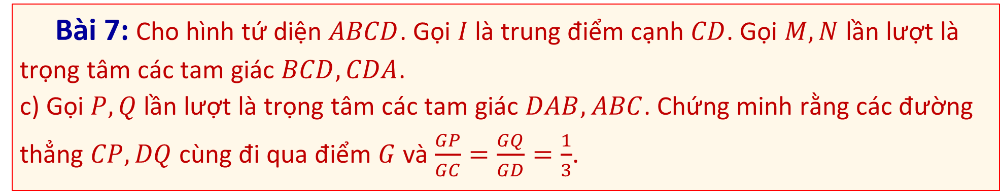 Bài 7: Cho hình tứ diện ABCD. Gọi I là trung điểm cạnh CD. Gọi M, N lần lượt là
trọng tâm các tam giác BCD, CDA.
c) Gọi P, Q lần lượt là trọng tâm các tam giác DAB, ABC. Chứng minh rằng các đường
thẳng CP, DQ cùng đi qua điểm G và GP/GC = GQ/GD = 1/3.